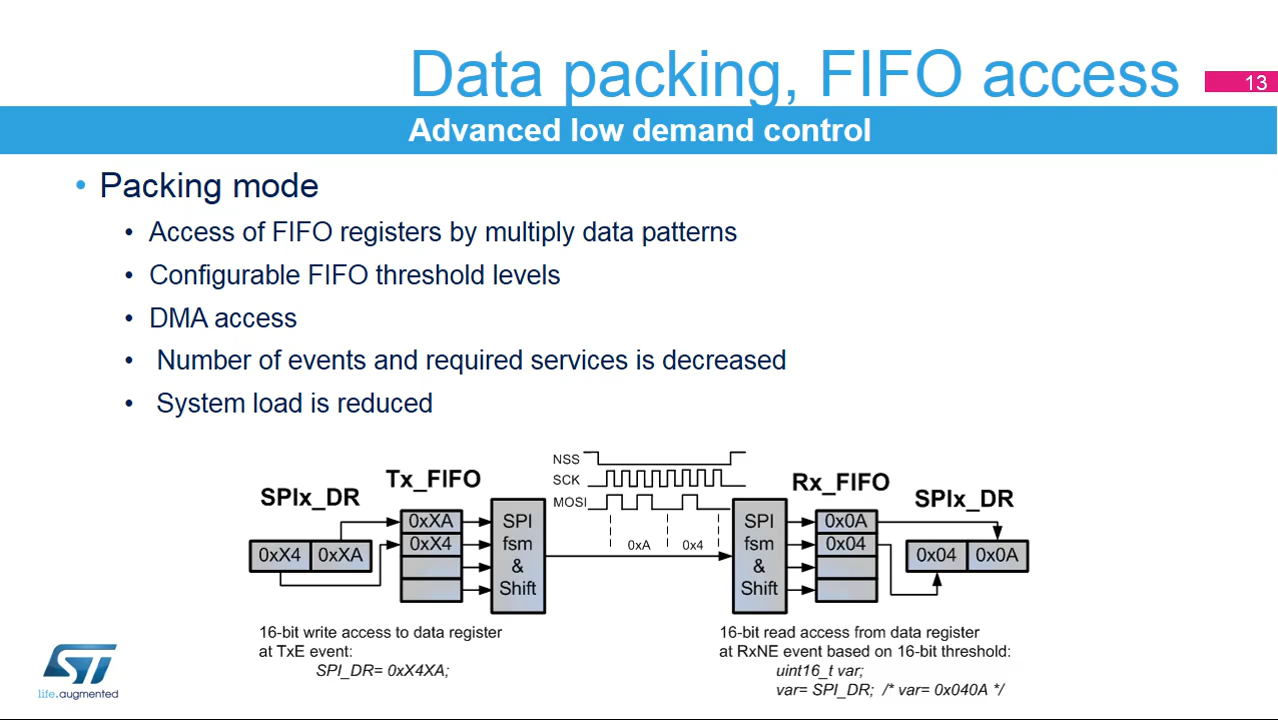 Data packing, FIFO access
13
Advanced low demand control
• Packing mode
• Access of FIFO registers by multiply data patterns
• Configurable FIFO threshold levels
• DMA access
• Number of events and required services is decreased
• System load is reduced
SPIx_DR
0xX4 0xXA
Tx_FIFO
0xXA
0xX4
SPI
fsm
&
Shift
NSS
SCK
MOSI
0xA 0x4
SPI
fsm
&
Shift
Rx_FIFO
0x0A
0x04
SPIx_DR
0x04 0x0A
16-bit write access to data register
at TxE event:
SPI_DR= 0xX4XA;
16-bit read access from data register
at RxNE event based on 16-bit threshold:
uint16_t var;
var= SPI_DR; /* var= 0x040A */
ST
life.augmented